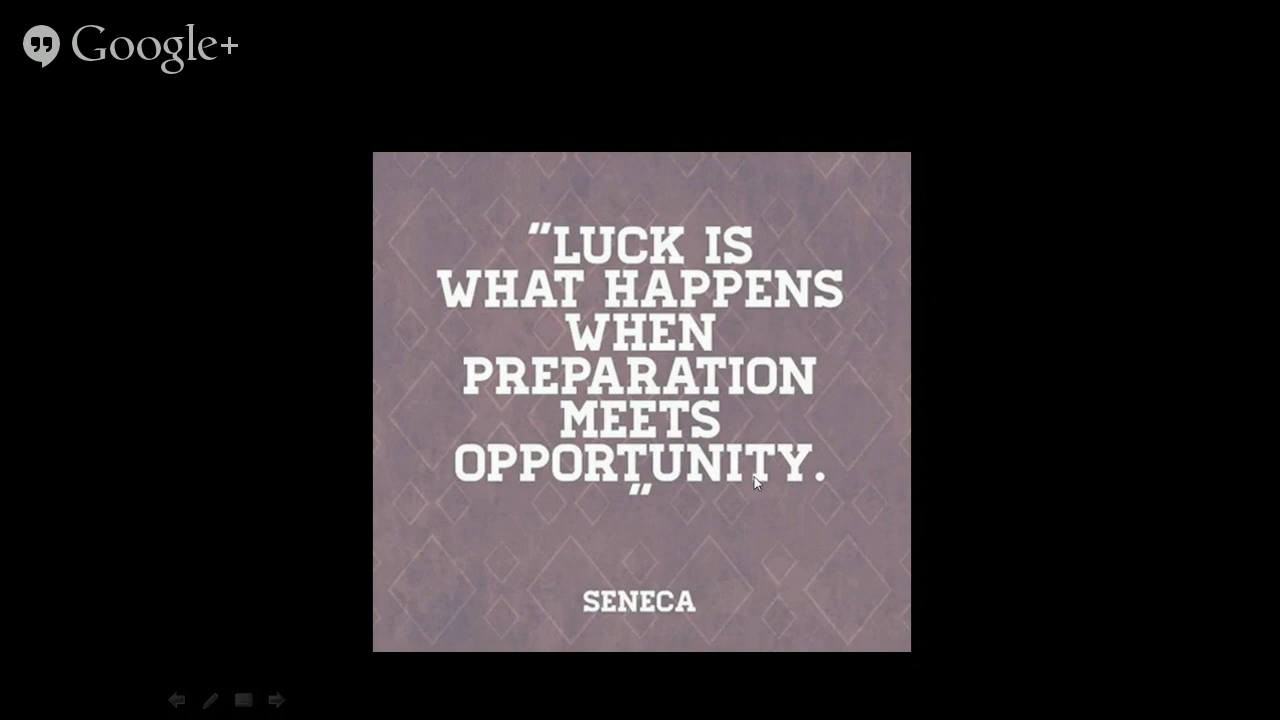 Google+
"LUCK IS
WHAT HAPPENS
WHEN
PREPARATION
MEETS
OPPORTUNITY.
"
SENECA